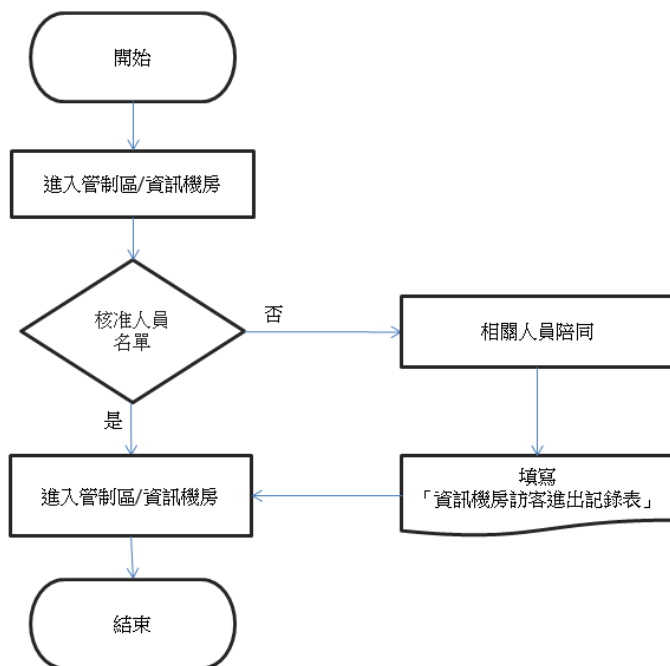 開始
進入管制區/資訊機房
核准人員
名單
否
相關人員陪同
是
進入管制區/資訊機房
填寫
「資訊機房訪客進出記錄表」
結束